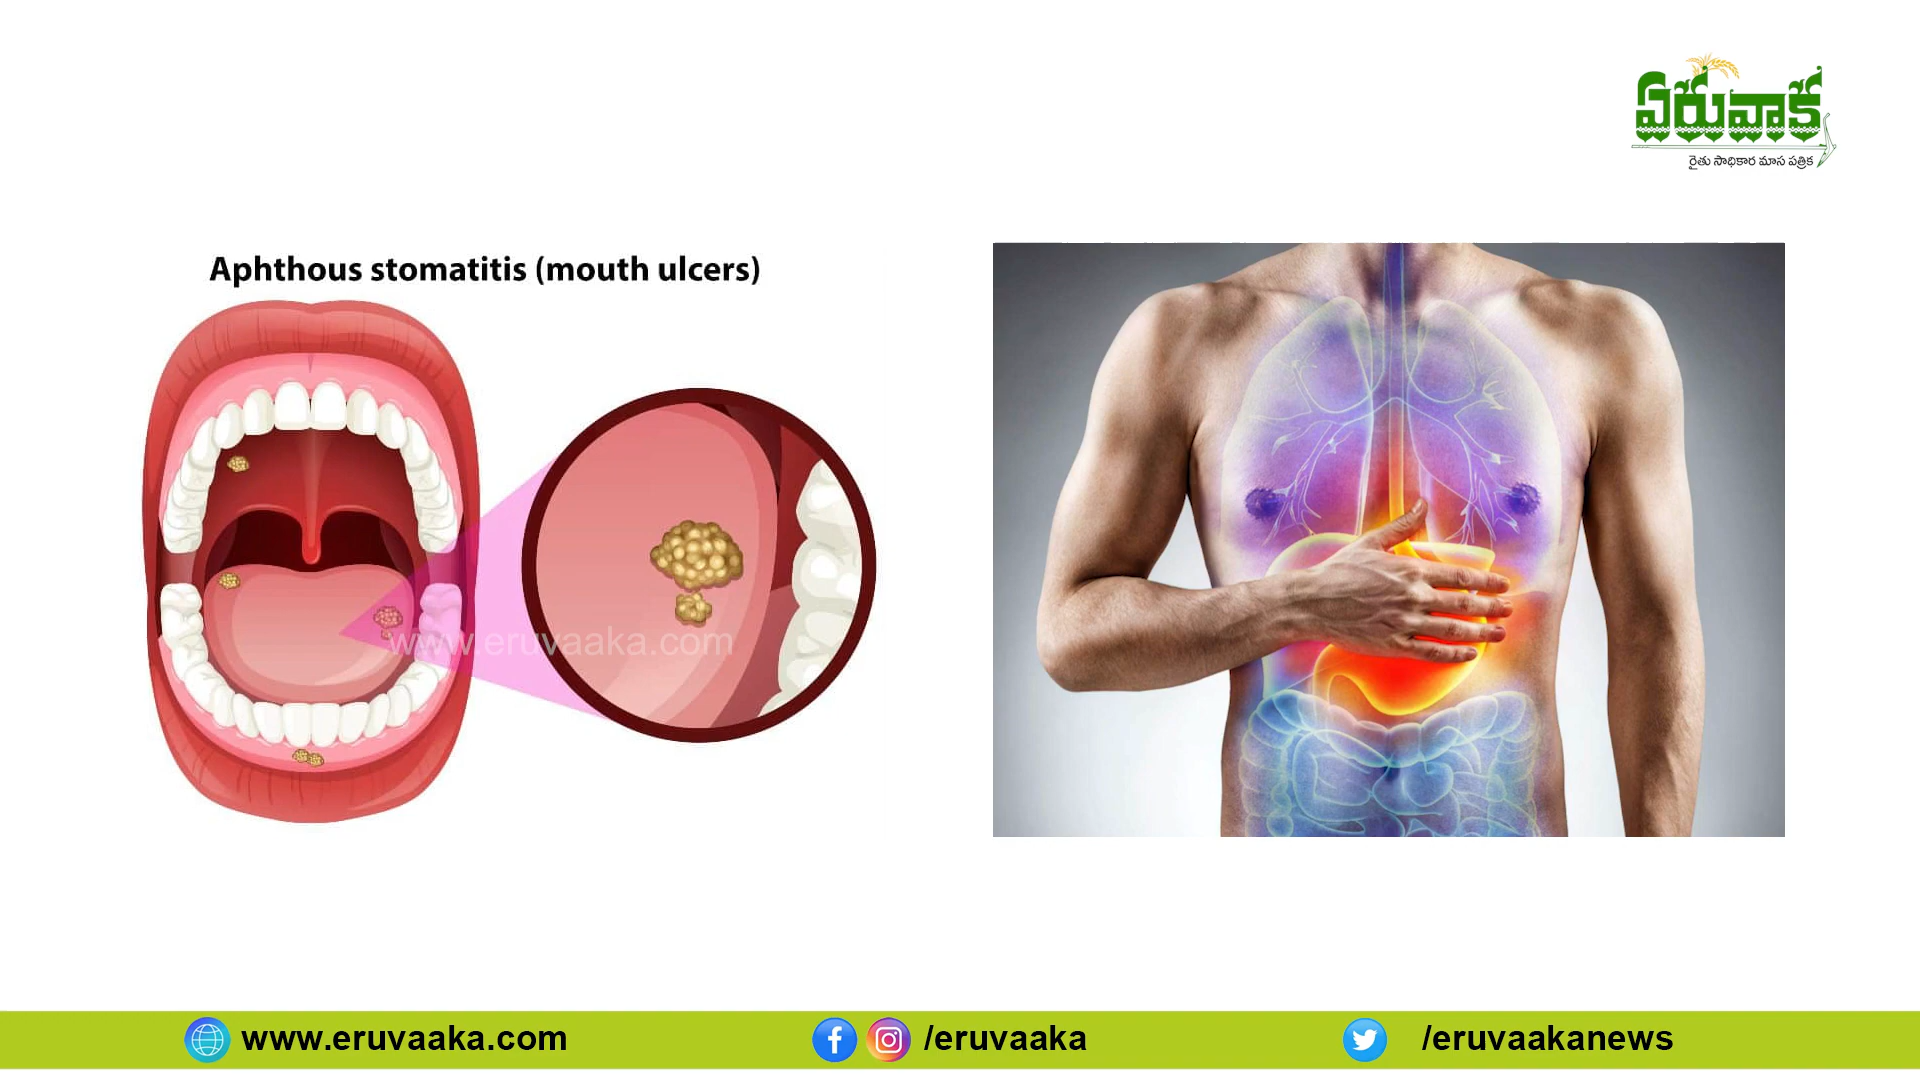 ఏరువాక
రైతు సాధికార మాస పత్రిక
Aphthous stomatitis (mouth ulcers)
www.eruvaaka.com
www.eruvaaka.com
/eruvaaka
/eruvaakanews